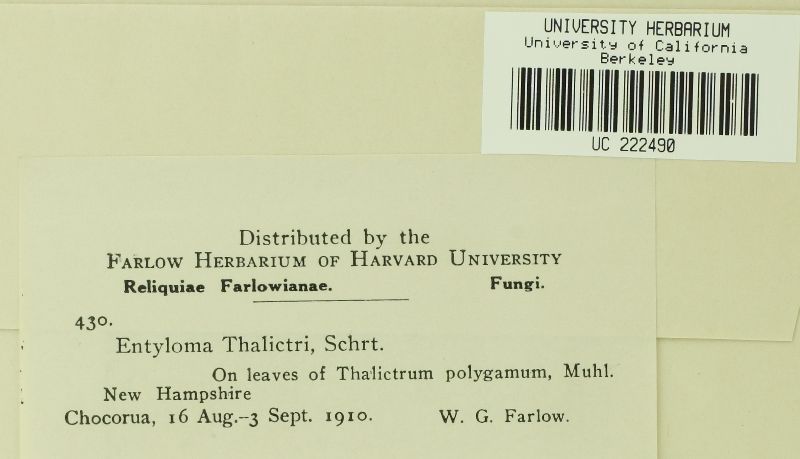 UNIVERSITY HERBARIUM
University of California
Berkeley
UC 222490
Distributed by the
FARLOW HERBARIUM OF HARVARD UNIVERSITY
Reliquiae Farlowianae. Fungi.
430.
Entyloma Thalictri, Schrt.
On leaves of Thalictrum polygamum, Muhl.
New Hampshire
Chocorua, 16 Aug.-3 Sept. 1910. W. G. Farlow.